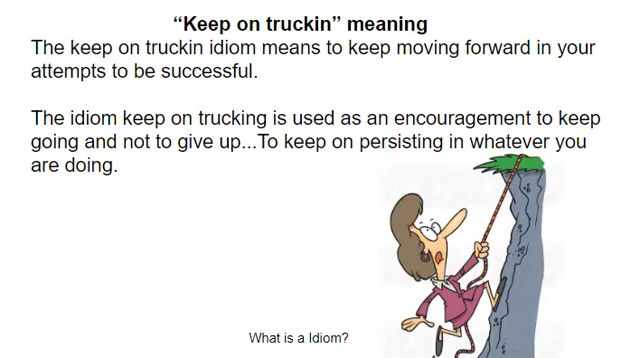 “Keep on truckin” meaning
The keep on truckin idiom means to keep moving forward in your
attempts to be successful.
The idiom keep on trucking is used as an encouragement to keep
going and not to give up...To keep on persisting in whatever you
are doing.
What is a Idiom?